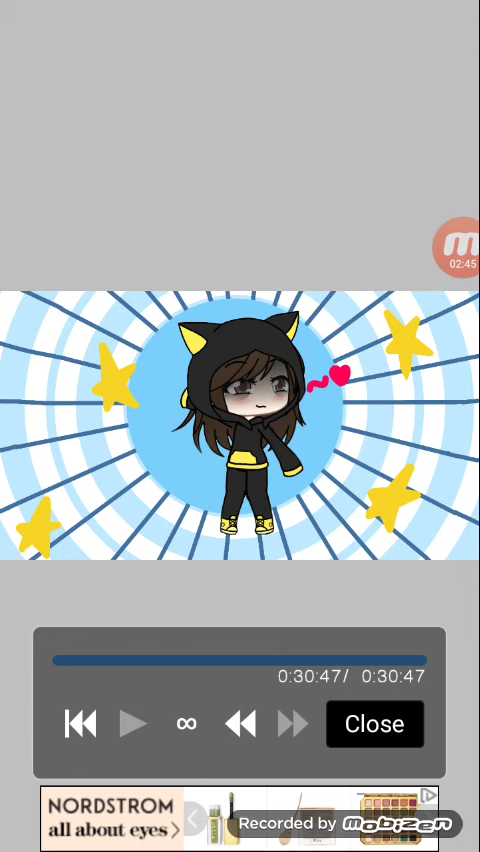 02:45
0:30:47/ 0:30:47
∞
Close
NORDSTROM
all about eyes
Recorded by mobizen